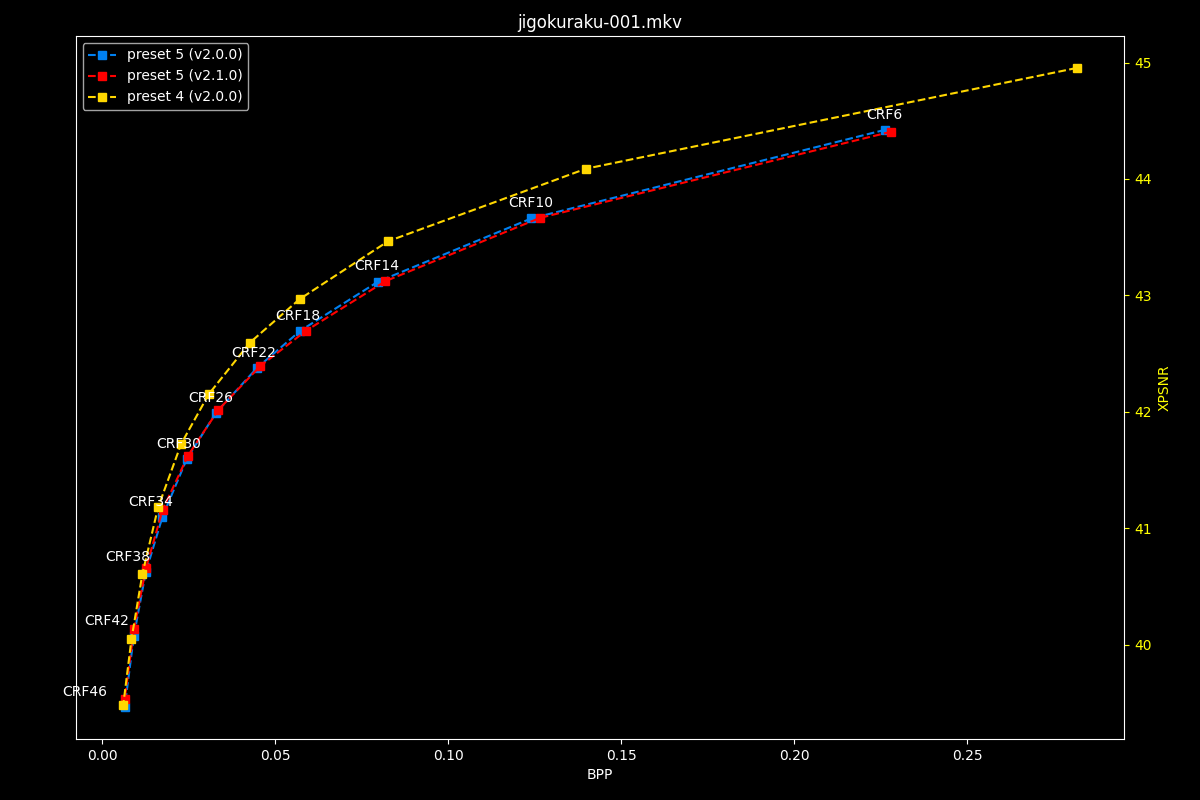 jigokuraku-001.mkv
preset 5 (v2.0.0)
preset 5 (v2.1.0)
preset 4 (v2.0.0)
45
CRF6
44
CRF10
CRF14
43
CRF18
CRF22
CRF26
42
XPSNR
CRF30
CRF34
41
CRF38
CRF42
40
CRF46
0.00 0.05 0.10 0.15 0.20 0.25
BPP